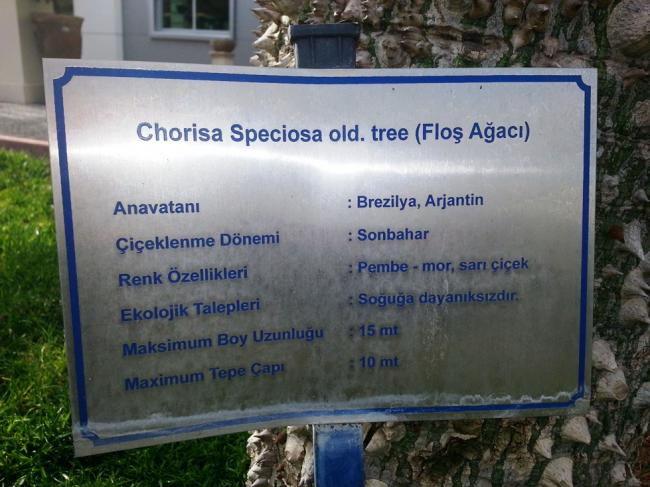 Chorisa Speciosa old. tree (Floş Ağacı)
Anavatanı : Brezilya, Arjantin
Çiçeklenme Dönemi : Sonbahar
Renk Özellikleri : Pembe - mor, sarı çiçek
Ekolojik Talepleri : Soğuğa dayanıksızdır.
Maksimum Boy Uzunluğu : 15 mt
Maximum Tepe Çapı : 10 mt